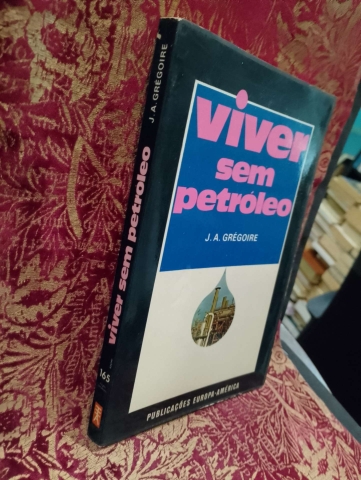 viver
sem
petróleo
J. A. GRÉGOIRE
PUBLICAÇÕES EUROPA-AMÉRICA
J. A. GRÉGOIRE
viver sem petróleo
165